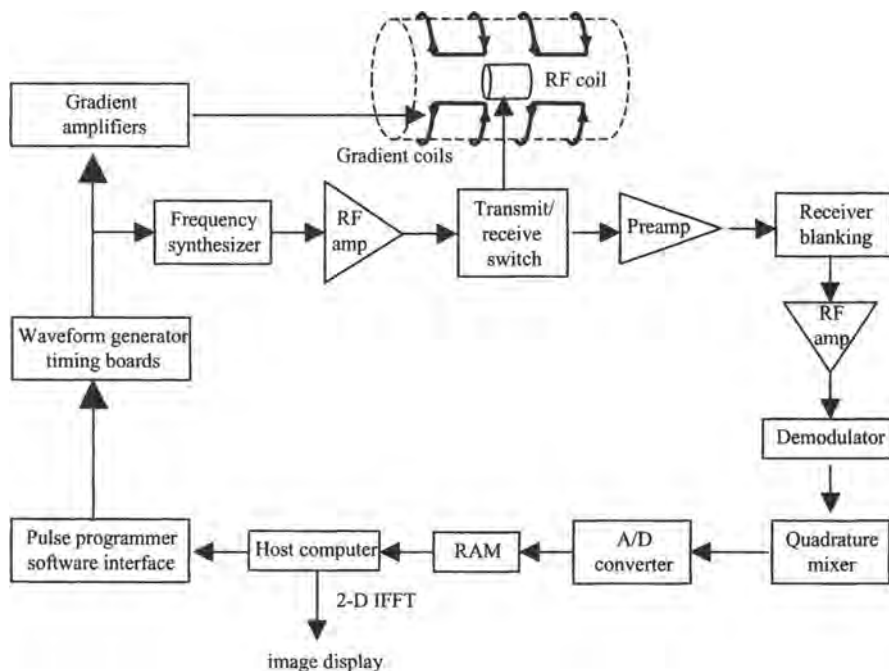 Gradient
amplifiers
RF coil
Gradient coils
Frequency
synthesizer
RF
amp
Transmit/
receive
switch
Preamp
Receiver
blanking
RF
amp
Waveform generator
timing boards
Demodulator
Pulse programmer
software interface
Host computer
RAM
A/D
converter
Quadrature
mixer
2-D IFFT
image display